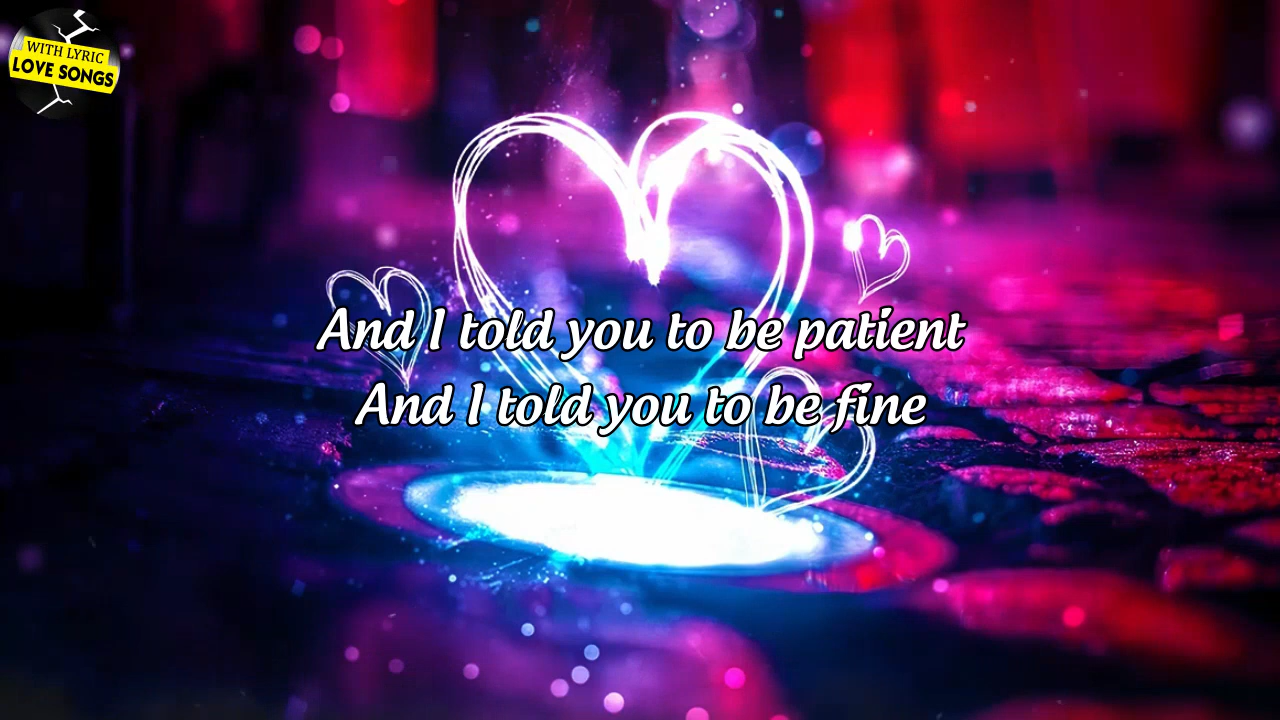 WITH LYRIC
LOVE SONGS
And I told you to be patient
And I told you to be fine